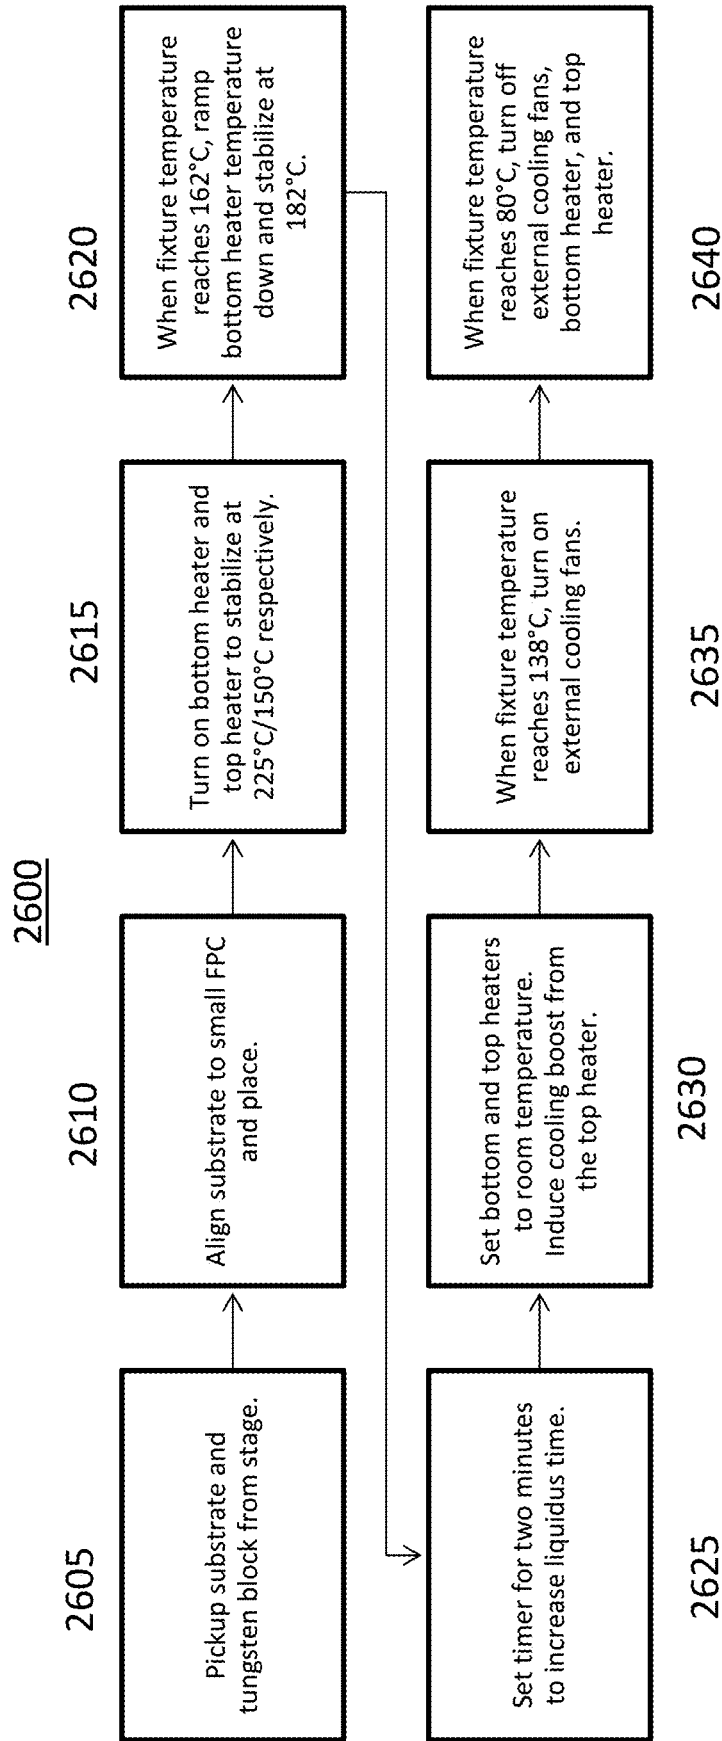 2600
2605
Pickup substrate and
tungsten block from stage.
2610
Align substrate to small FPC
and place.
2615
Turn on bottom heater and
top heater to stabilize at
225°C/150°C respectively.
2620
When fixture temperature
reaches 162°C, ramp
bottom heater temperature
down and stabilize at
182°C.
Set timer for two minutes
to increase liquidus time.
2625
Set bottom and top heaters
to room temperature.
Induce cooling boost from
the top heater.
2630
When fixture temperature
reaches 138°C, turn on
external cooling fans.
2635
When fixture temperature
reaches 80°C, turn off
external cooling fans,
bottom heater, and top
heater.
2640